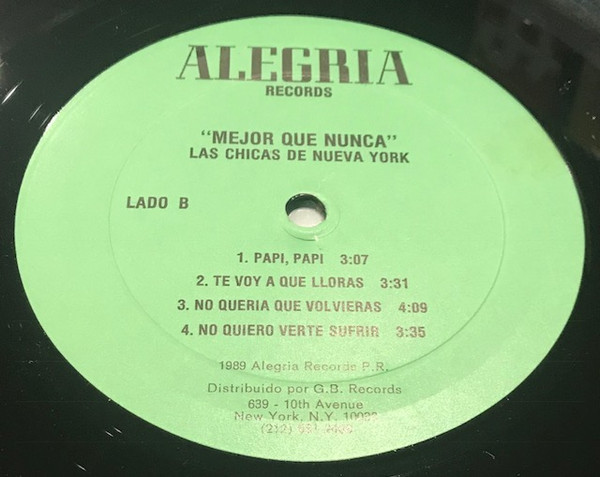 ALEGRIA
RECORDS
"MEJOR QUE NUNCA"
LAS CHICAS DE NUEVA YORK
LADO B
1. PAPI, PAPI 3:07
2. TE VOY A QUE LLORAS 3:31
3. NO QUERIA QUE VOLVIERAS 4:09
4. NO QUIERO VERTE SUFRIR 3:35
1989 Alegria Records P.R.
Distribuido por G.B. Records
639 - 10th Avenue
New York, N.Y.
(212)